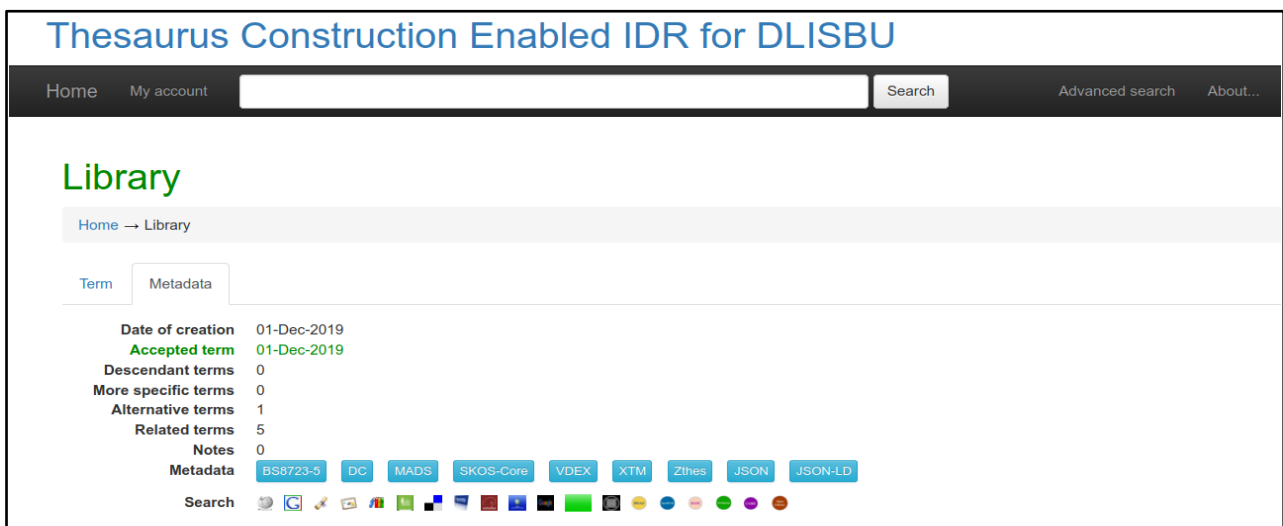 Thesaurus Construction Enabled IDR for DLISBU
Home My account Search Advanced search About...
Library
Home → Library
Term Metadata
Date of creation 01-Dec-2019
Accepted term 01-Dec-2019
Descendant terms 0
More specific terms 0
Alternative terms 1
Related terms 5
Notes 0
Metadata BS8723-5 DC MADS SKOS-Core VDEX XTM Zthes JSON JSON-LD
Search G